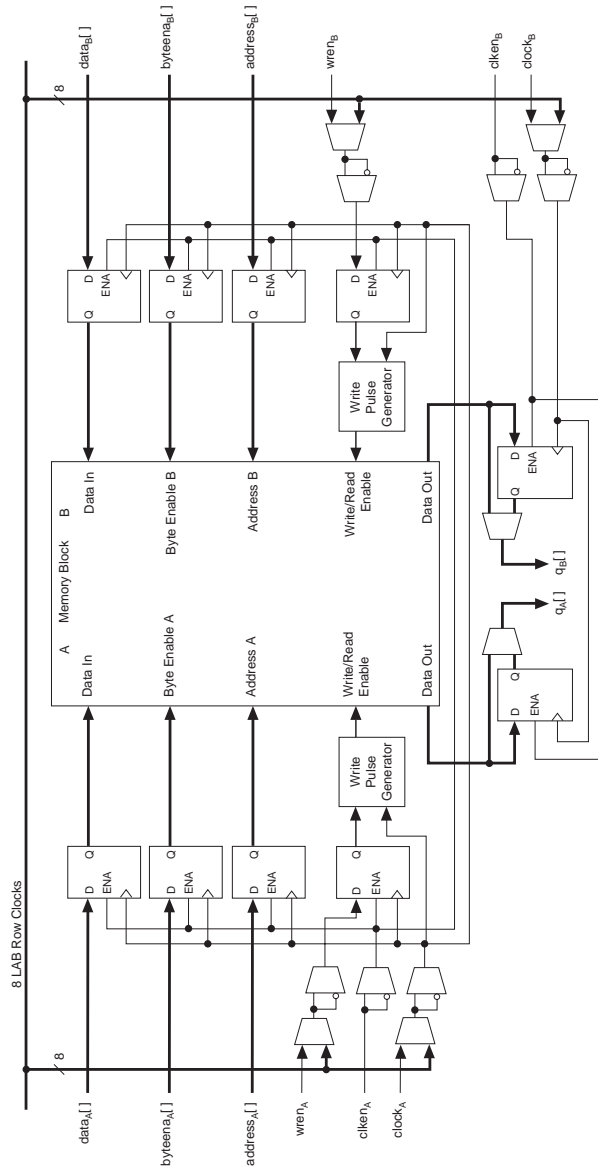 8 LAB Row Clocks
8
8
data_A[ ]
byteena_A[ ]
address_A[ ]
wren_A
clken_A
clock_A
D
Q
ENA
D
Q
ENA
D
Q
ENA
D
Q
ENA
Write
Pulse
Generator
A Memory Block B
Data In
Data In
Byte Enable A
Byte Enable B
Address A
Address B
Write/Read
Enable
Write/Read
Enable
Data Out
Data Out
Write
Pulse
Generator
Q
D
ENA
Q
D
ENA
Q
D
ENA
Q
D
ENA
data_B[ ]
byteena_B[ ]
address_B[ ]
wren_B
clken_B
clock_B
D
Q
ENA
D
Q
ENA
q_A[ ]
q_B[ ]